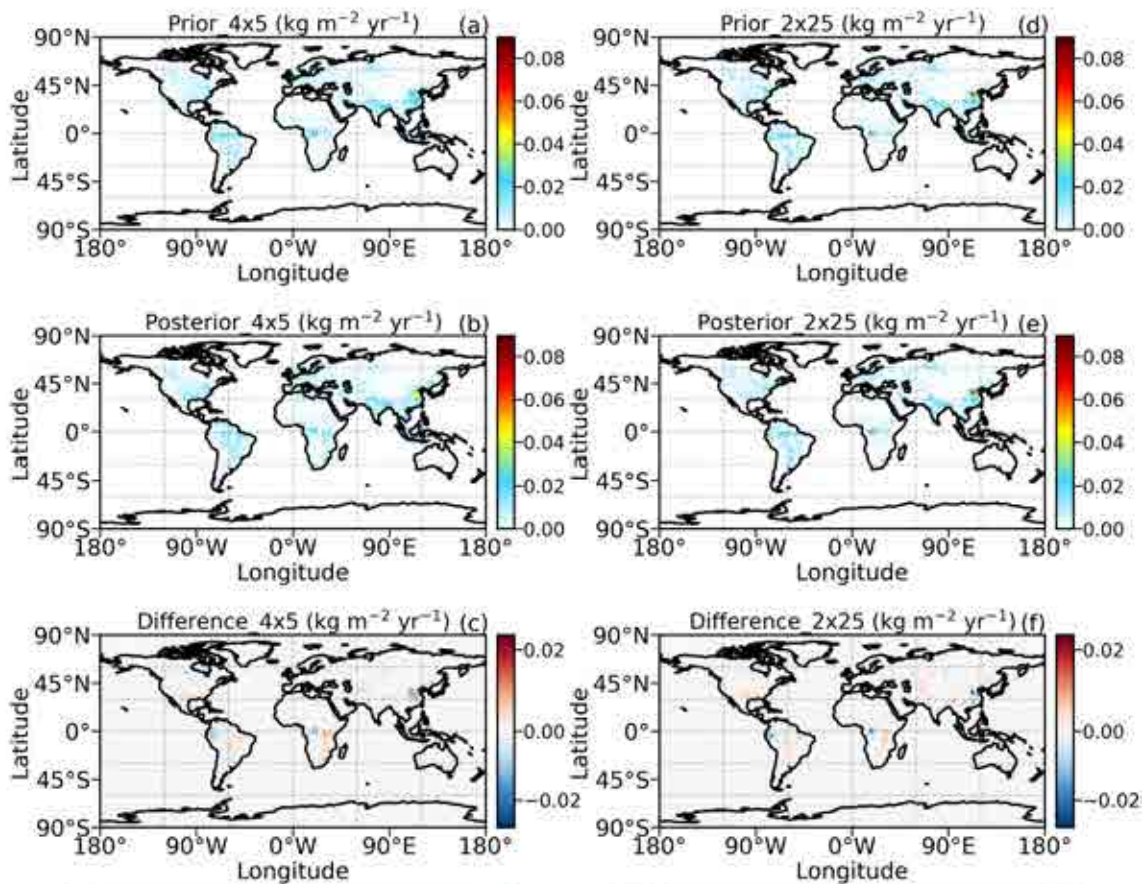 Prior_4x5 (kg m⁻² yr⁻¹) (a)
90°N
45°N
0°
45°S
90°S
Latitude
180° 90°W 0°W 90°E 180°
Longitude
0.08
0.06
0.04
0.02
0.00
Prior_2x25 (kg m⁻² yr⁻¹) (d)
90°N
45°N
0°
45°S
90°S
Latitude
180° 90°W 0°W 90°E 180°
Longitude
0.08
0.06
0.04
0.02
0.00
Posterior_4x5 (kg m⁻² yr⁻¹) (b)
90°N
45°N
0°
45°S
90°S
Latitude
180° 90°W 0°W 90°E 180°
Longitude
0.08
0.06
0.04
0.02
0.00
Posterior_2x25 (kg m⁻² yr⁻¹) (e)
90°N
45°N
0°
45°S
90°S
Latitude
180° 90°W 0°W 90°E 180°
Longitude
0.08
0.06
0.04
0.02
0.00
Difference_4x5 (kg m⁻² yr⁻¹) (c)
90°N
45°N
0°
45°S
90°S
Latitude
180° 90°W 0°W 90°E 180°
Longitude
0.02
0.00
−0.02
Difference_2x25 (kg m⁻² yr⁻¹) (f)
90°N
45°N
0°
45°S
90°S
Latitude
180° 90°W 0°W 90°E 180°
Longitude
0.02
0.00
−0.02